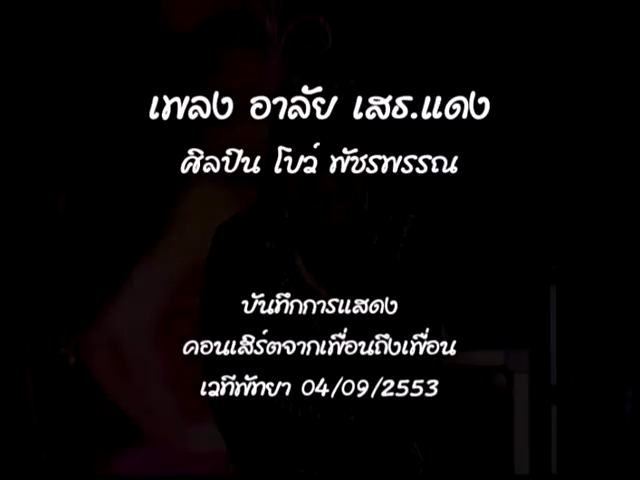 เพลง อาลัย เสธ.แดง
ศิลปิน โบว์ พัชรพรรณ
บันทึกการแสดง
คอนเสิร์ตจากเพื่อนถึงเพื่อน
เวทีพัทยา 04/09/2553